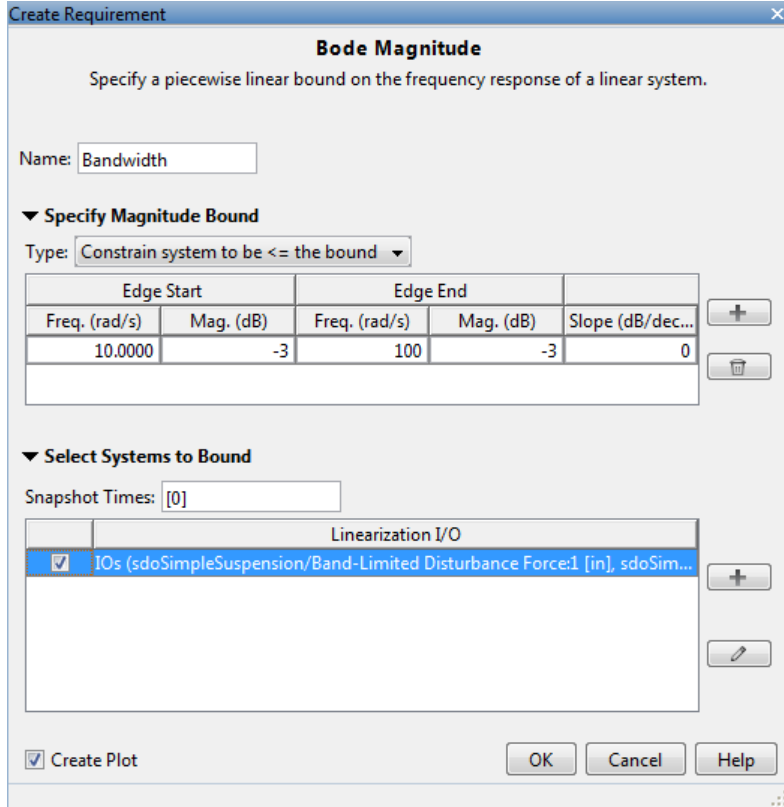 Create Requirement
Bode Magnitude
Specify a piecewise linear bound on the frequency response of a linear system.
Name: Bandwidth
Specify Magnitude Bound
Type: Constrain system to be <= the bound
Edge Start Edge End
Freq. (rad/s) Mag. (dB) Freq. (rad/s) Mag. (dB) Slope (dB/dec...
10.0000 -3 100 -3 0
Select Systems to Bound
Snapshot Times: [0]
Linearization I/O
IOs (sdoSimpleSuspension/Band-Limited Disturbance Force:1 [in], sdoSim...
Create Plot OK Cancel Help